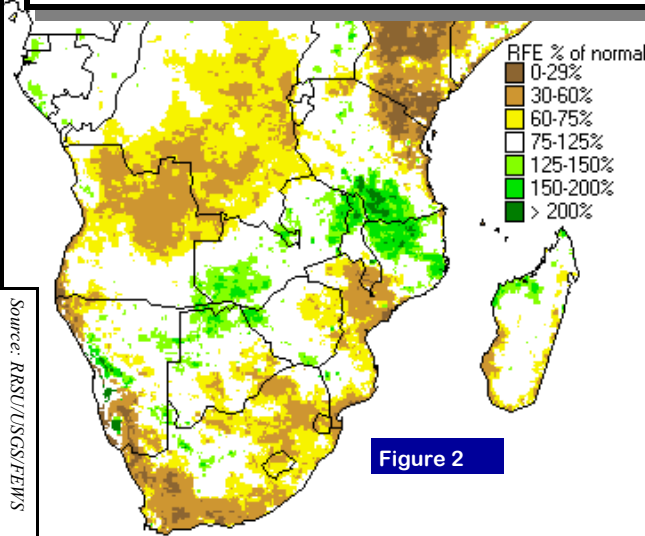 RFE % of normal
0-29%
30-60%
60-75%
75-125%
125-150%
150-200%
> 200%
Figure 2
Source: RRSU/USGS/FEWS